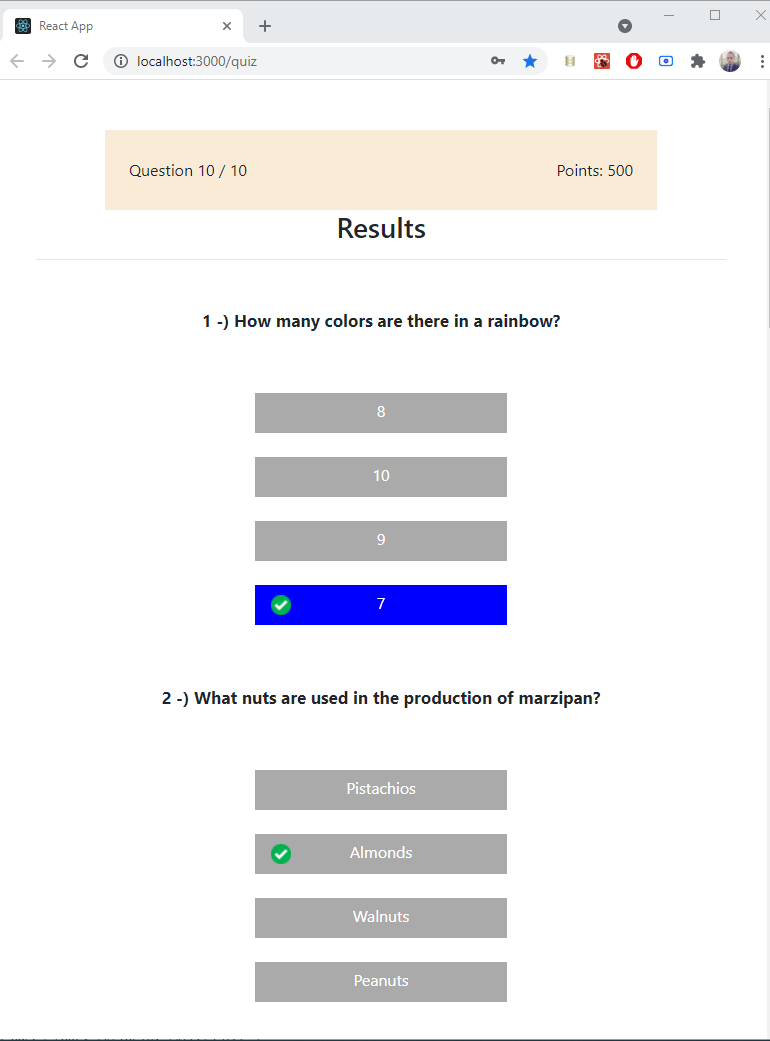 React App
localhost:3000/quiz
Question 10 / 10
Points: 500
Results
1 -) How many colors are there in a rainbow?
8
10
9
7
2 -) What nuts are used in the production of marzipan?
Pistachios
Almonds
Walnuts
Peanuts